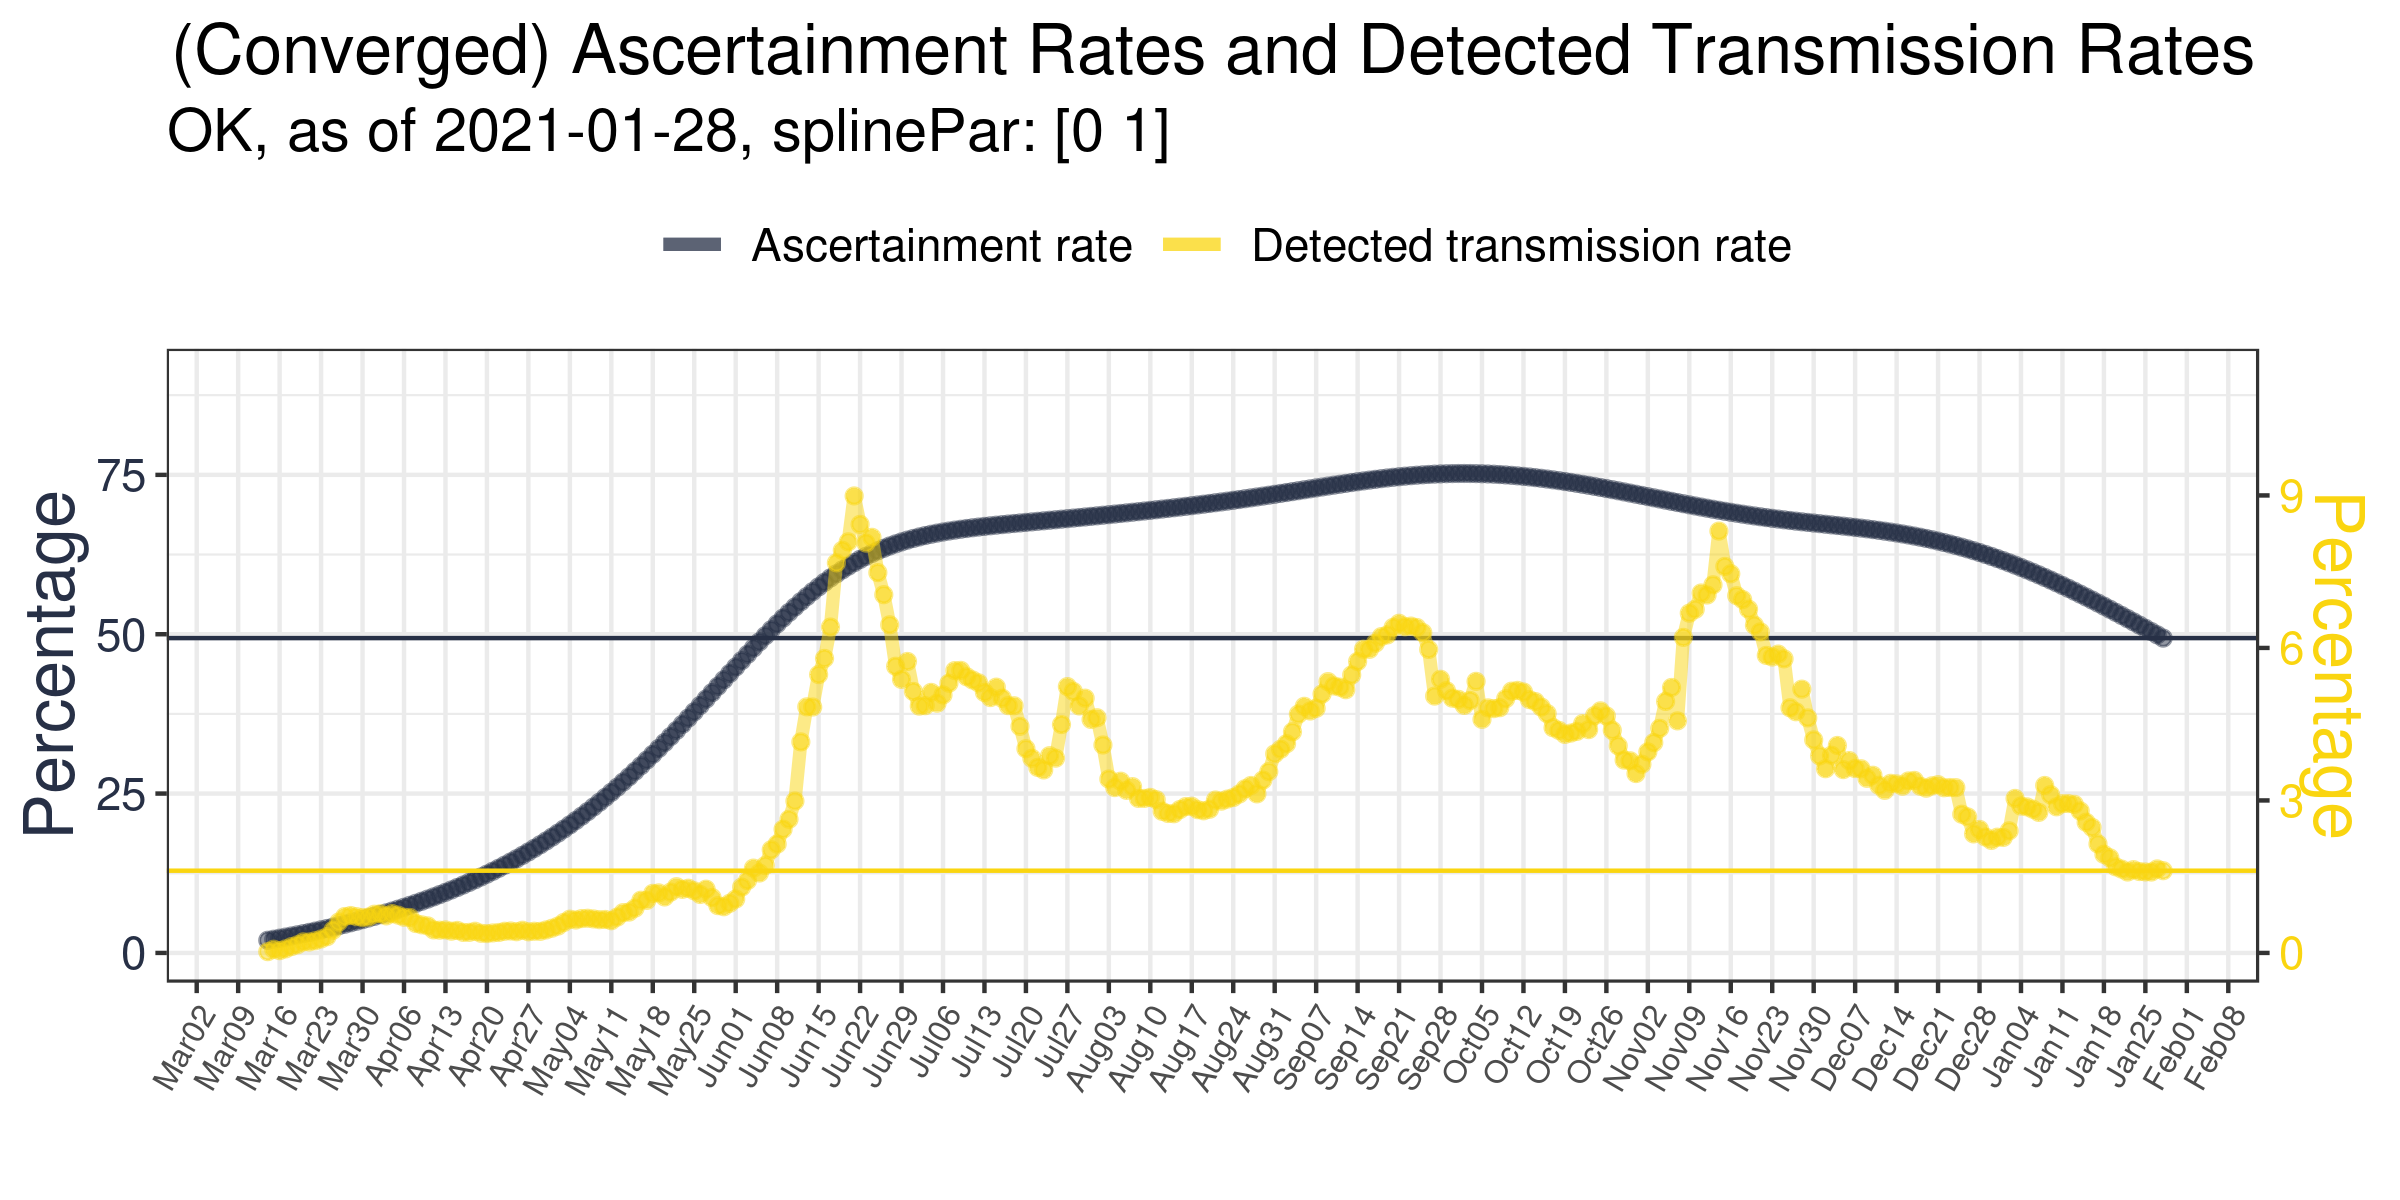 (Converged) Ascertainment Rates and Detected Transmission Rates
OK, as of 2021-01-28, splinePar: [0 1]
Ascertainment rate Detected transmission rate
Percentage
75
50
25
0
9
6
3
0
Percentage
Mar02 Mar09 Mar16 Mar23 Mar30 Apr06 Apr13 Apr20 Apr27 May04 May11 May18 May25 Jun01 Jun08 Jun15 Jun22 Jun29 Jul06 Jul13 Jul20 Jul27 Aug03 Aug10 Aug17 Aug24 Aug31 Sep07 Sep14 Sep21 Sep28 Oct05 Oct12 Oct19 Oct26 Nov02 Nov09 Nov16 Nov23 Nov30 Dec07 Dec14 Dec21 Dec28 Jan04 Jan11 Jan18 Jan25 Feb01 Feb08